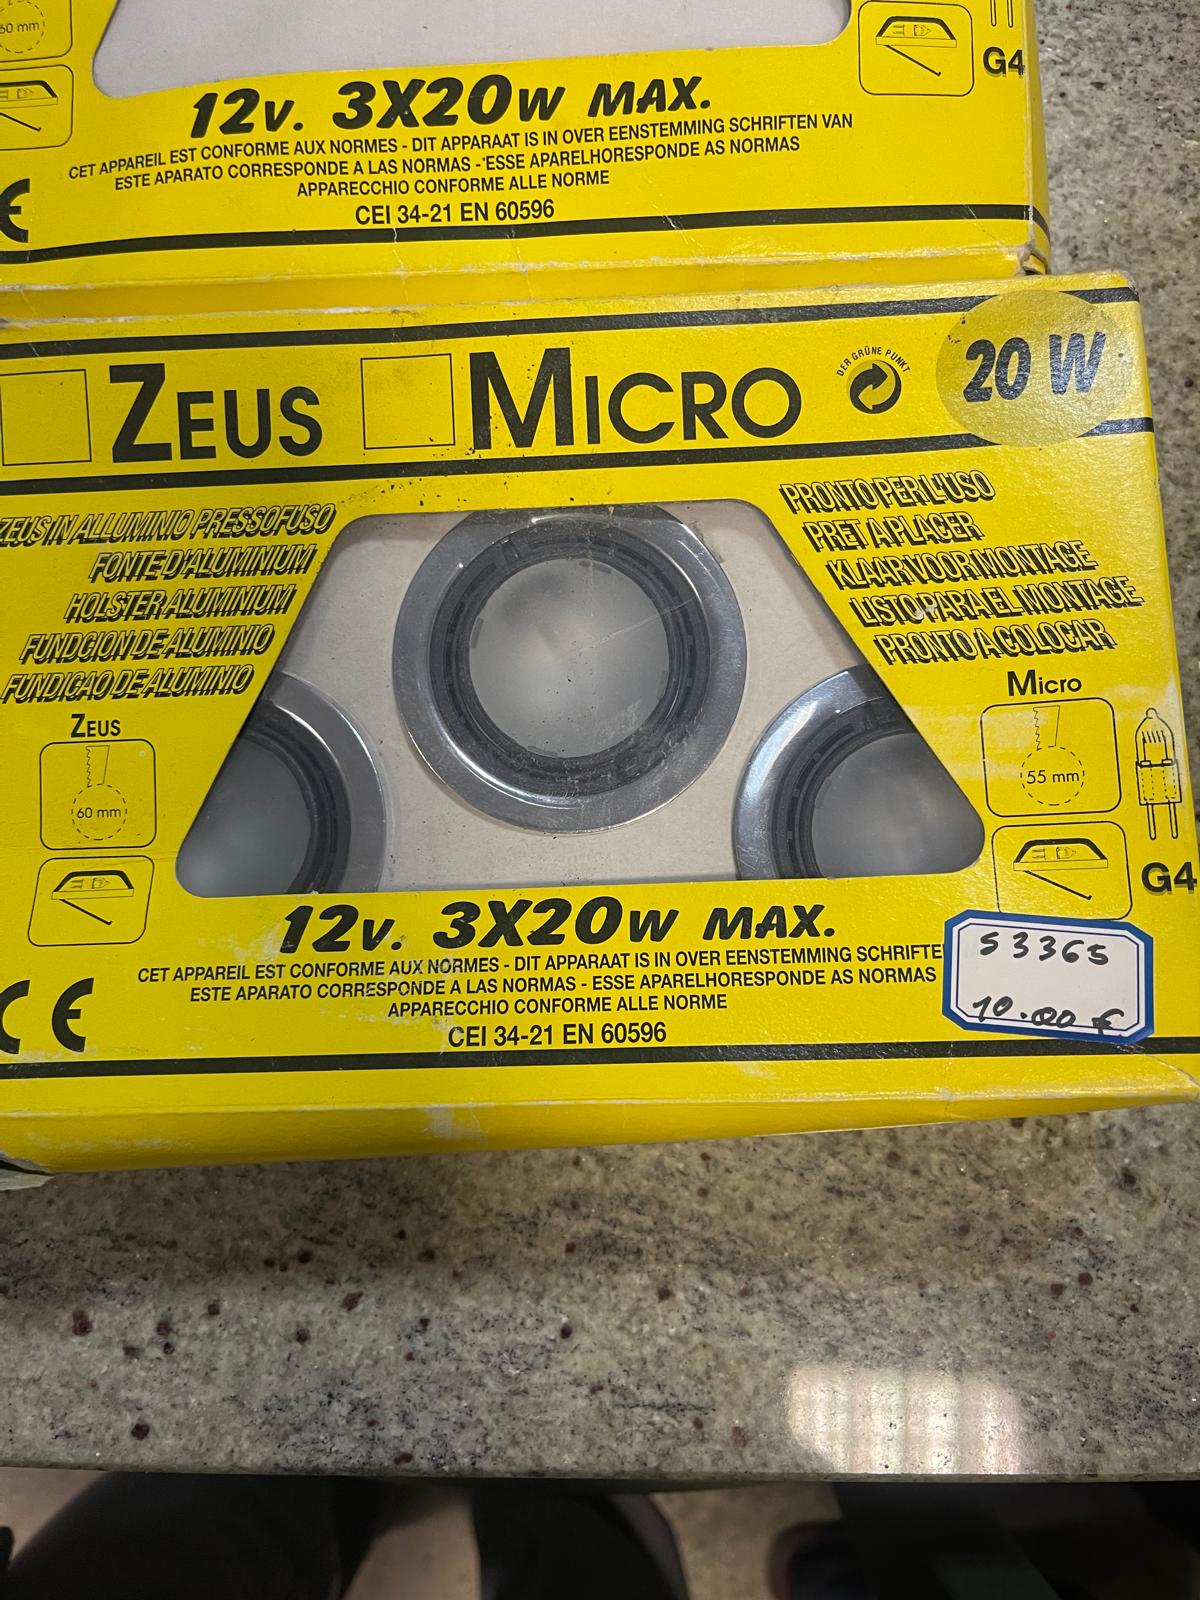 60 mm
G4
12v. 3X20w MAX.
CET APPAREIL EST CONFORME AUX NORMES - DIT APPARAAT IS IN OVER EENSTEMMING SCHRIFTEN VAN
ESTE APARATO CORRESPONDE A LAS NORMAS - ESSE APARELHORESPONDE AS NORMAS
APPARECCHIO CONFORME ALLE NORME
CEI 34-21 EN 60596
CE
ZEUS MICRO
DER GRÜNE PUNKT
20 W
ZEUS IN ALLUMINIO PRESSOFUSO
FONTE D'ALUMINIUM
HOLSTER ALUMINIUM
FUNDCION DE ALUMINIO
FUNDIGAO DE ALUMINIO
PRONTO PER L'USO
PRET A PLACER
KLAAR VOOR MONTAGE
LISTO PARA EL MONTAGE
PRONTO A COLOCAR
ZEUS
60 mm
MICRO
55 mm
G4
12v. 3X20w MAX.
CET APPAREIL EST CONFORME AUX NORMES - DIT APPARAAT IS IN OVER EENSTEMMING SCHRIFTE
ESTE APARATO CORRESPONDE A LAS NORMAS - ESSE APARELHORESPONDE AS NORMAS
APPARECCHIO CONFORME ALLE NORME
CEI 34-21 EN 60596
CE
53365
10.00 €